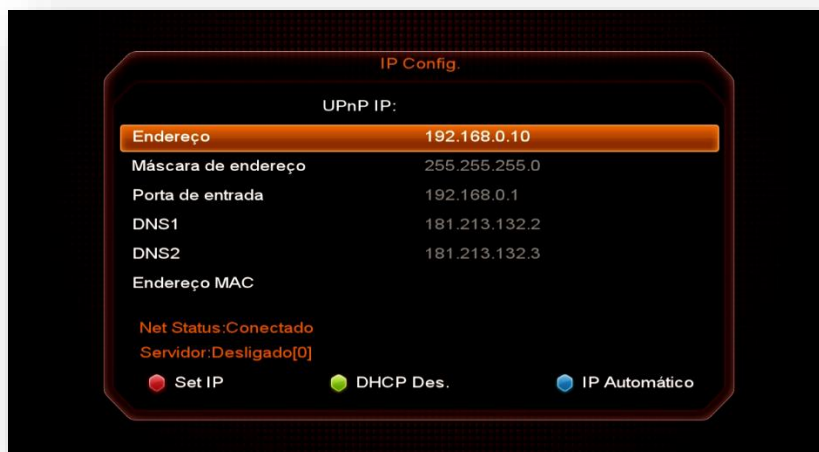 IP Config.
UPnP IP:
Endereço 192.168.0.10
Máscara de endereço 255.255.255.0
Porta de entrada 192.168.0.1
DNS1 181.213.132.2
DNS2 181.213.132.3
Endereço MAC
Net Status:Conectado
Servidor:Desligado[0]
Set IP DHCP Des. IP Automático